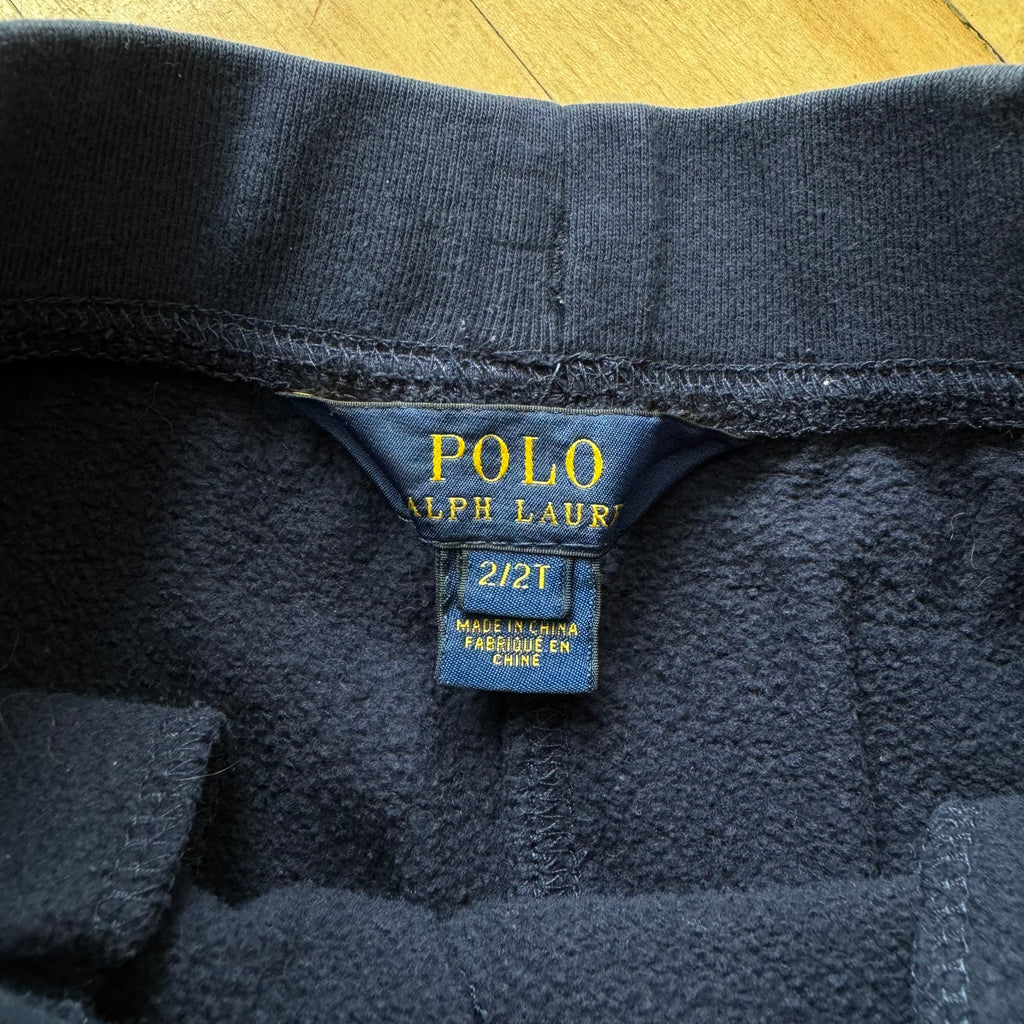 POLO
ALPH LAUR
2/2T
MADE IN CHINA
FABRIQUÉ EN
CHINE